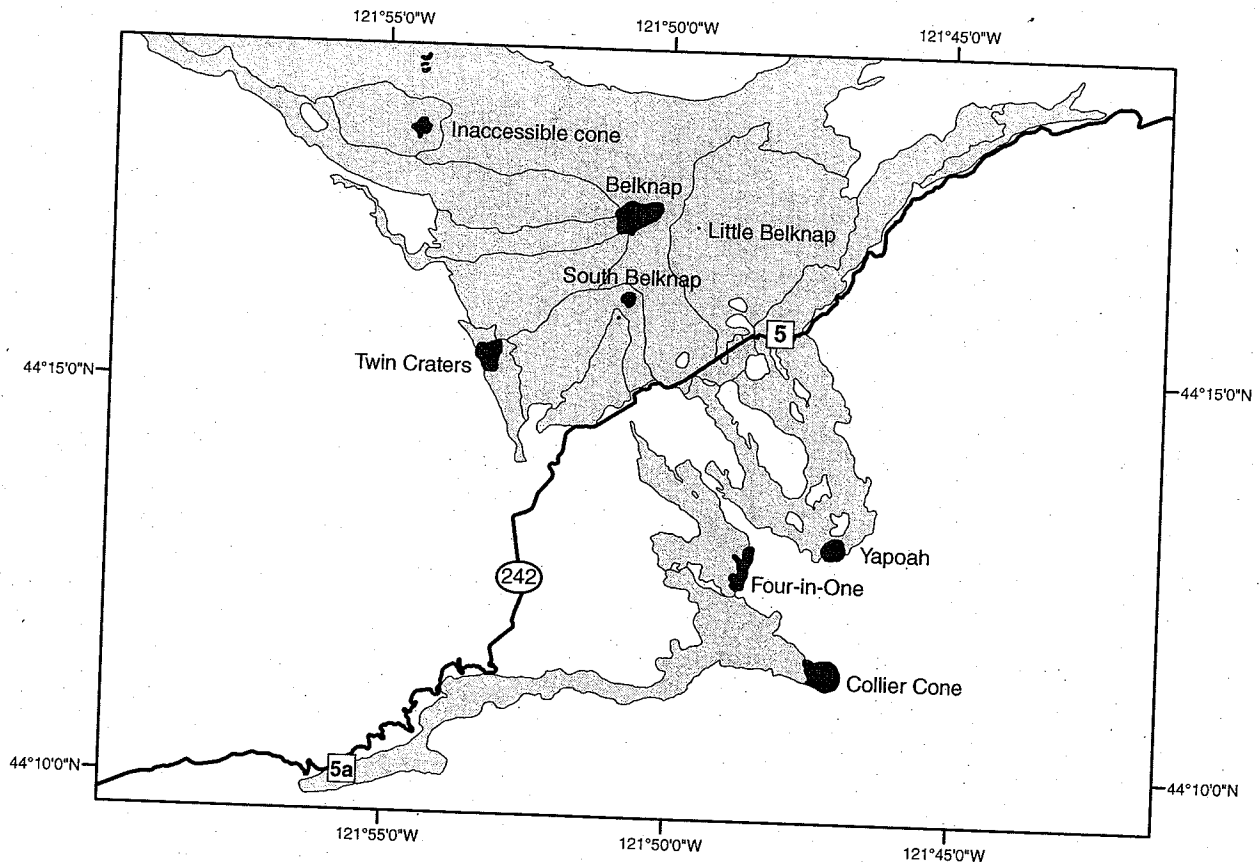 121°55'0"W
121°50'0"W
121°45'0"W
Inaccessible cone
Belknap
Little Belknap
South Belknap
5
Twin Craters
44°15'0"N
44°15'0"N
Yapoah
242
Four-in-One
Collier Cone
44°10'0"N
5a
44°10'0"N
121°55'0"W
121°50'0"W
121°45'0"W